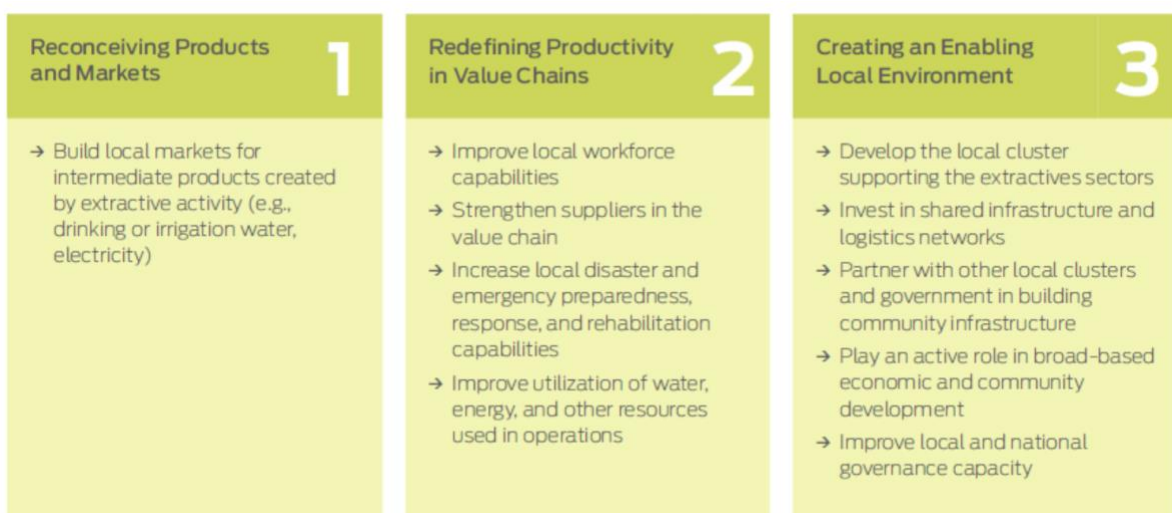 Reconceiving Products
and Markets
1
→ Build local markets for
intermediate products created
by extractive activity (e.g.,
drinking or irrigation water,
electricity)
Redefining Productivity
in Value Chains
2
→ Improve local workforce
capabilities
→ Strengthen suppliers in the
value chain
→ Increase local disaster and
emergency preparedness,
response, and rehabilitation
capabilities
→ Improve utilization of water,
energy, and other resources
used in operations
Creating an Enabling
Local Environment
3
→ Develop the local cluster
supporting the extractives sectors
→ Invest in shared infrastructure and
logistics networks
→ Partner with other local clusters
and government in building
community infrastructure
→ Play an active role in broad-based
economic and community
development
→ Improve local and national
governance capacity